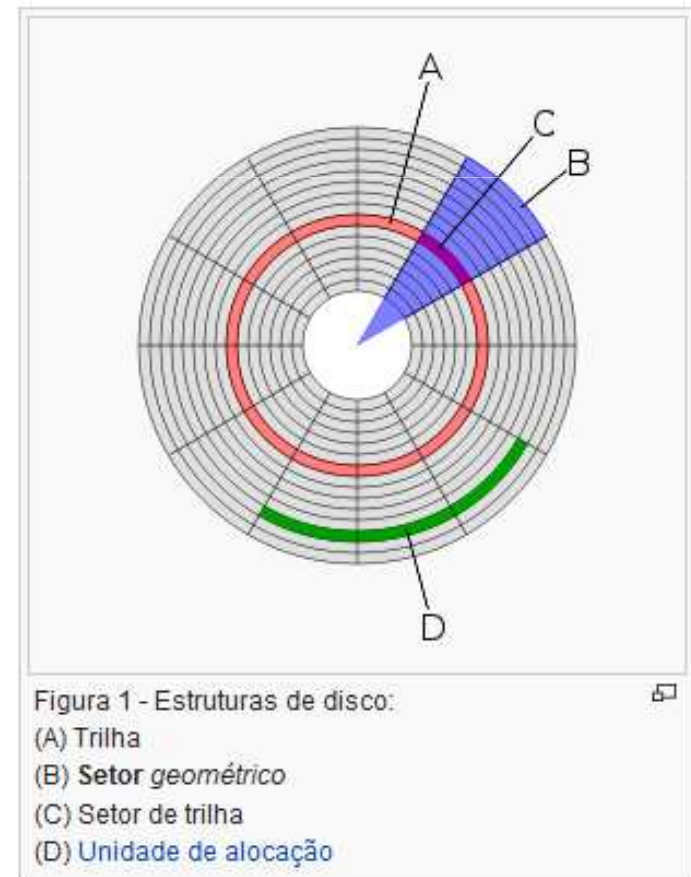 A
C
B
D
Figura 1 - Estruturas de disco:
(A) Trilha
(B) Setor geométrico
(C) Setor de trilha
(D) Unidade de alocação